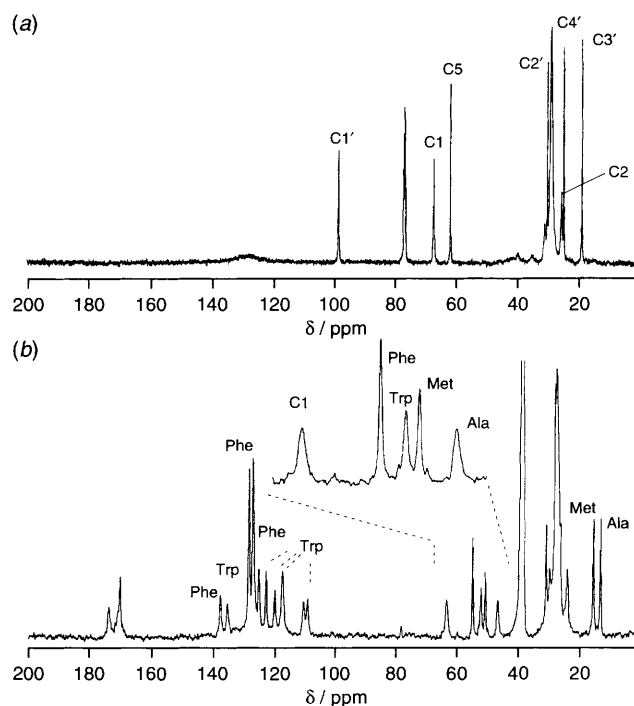 (a)
C4′
C3′
C2′
C5
C1′
C1
C2
200 180 160 140 120 100 80 60 40 20
δ / ppm
(b)
Phe
Met
Trp
C1
Ala
Phe
Met
Phe
Ala
Trp
Trp
Phe
200 180 160 140 120 100 80 60 40 20
δ / ppm